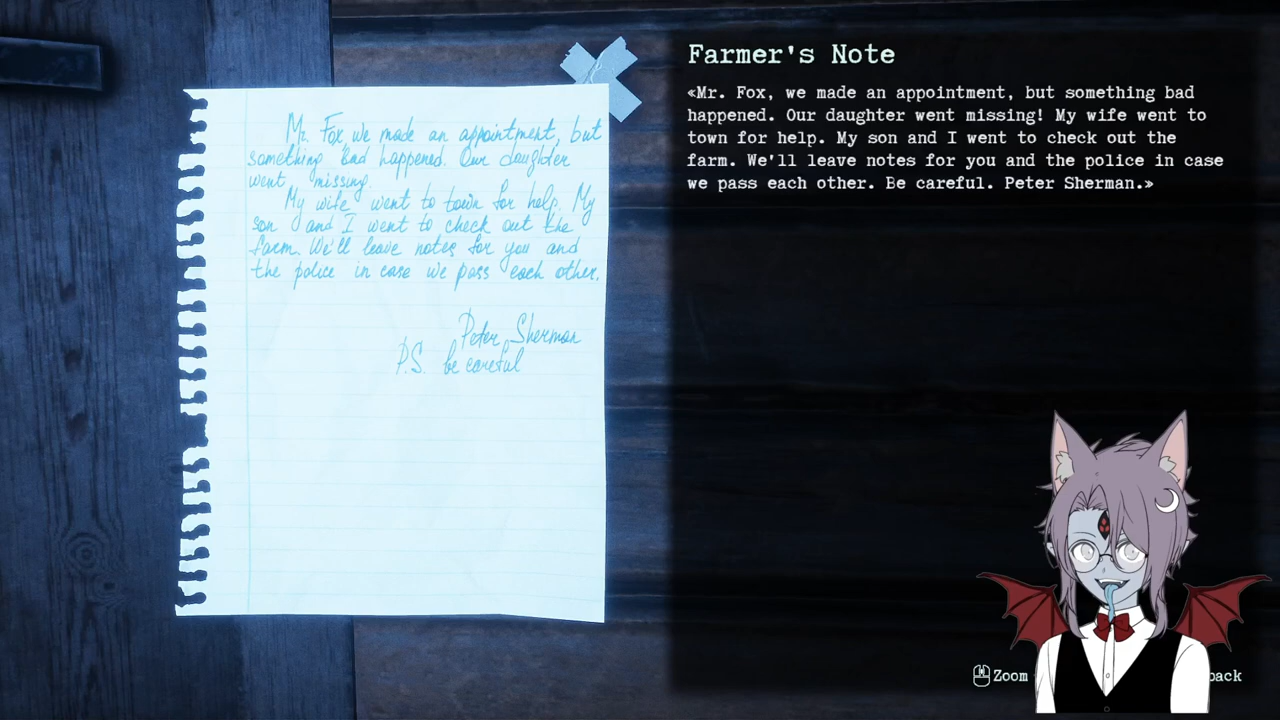 Mr. Fox, we made an appointment, but
something bad happened. Our daughter
went missing.
My wife went to town for help. My
son and I went to check out the
farm. We'll leave notes for you and
the police in case we pass each other.
Peter Sherman
P.S. be careful
Farmer's Note
«Mr. Fox, we made an appointment, but something bad
happened. Our daughter went missing! My wife went to
town for help. My son and I went to check out the
farm. We'll leave notes for you and the police in case
we pass each other. Be careful. Peter Sherman.»
Zoom
back